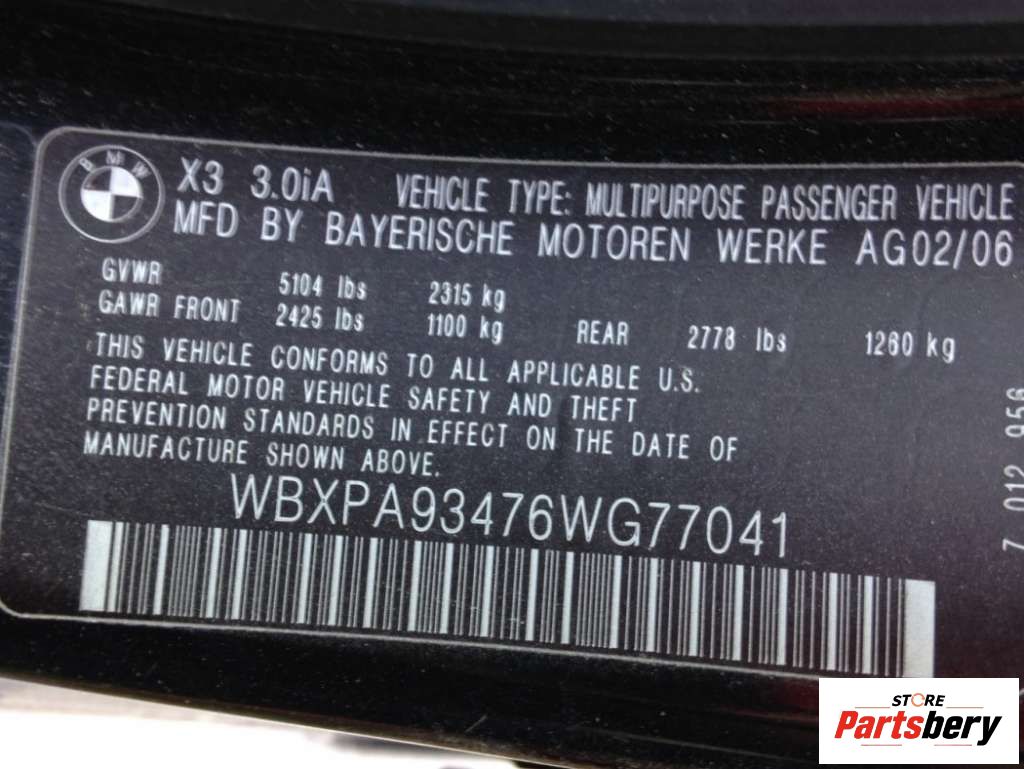 BMW
X3 3.0iA VEHICLE TYPE: MULTIPURPOSE PASSENGER VEHICLE
MFD BY BAYERISCHE MOTOREN WERKE AG02/06
GVWR 5104 lbs 2315 kg
GAWR FRONT 2425 lbs 1100 kg REAR 2778 lbs 1260 kg
THIS VEHICLE CONFORMS TO ALL APPLICABLE U.S.
FEDERAL MOTOR VEHICLE SAFETY AND THEFT
PREVENTION STANDARDS IN EFFECT ON THE DATE OF
MANUFACTURE SHOWN ABOVE.
WBXPA93476WG77041
7 012 956
STORE
Partsbery